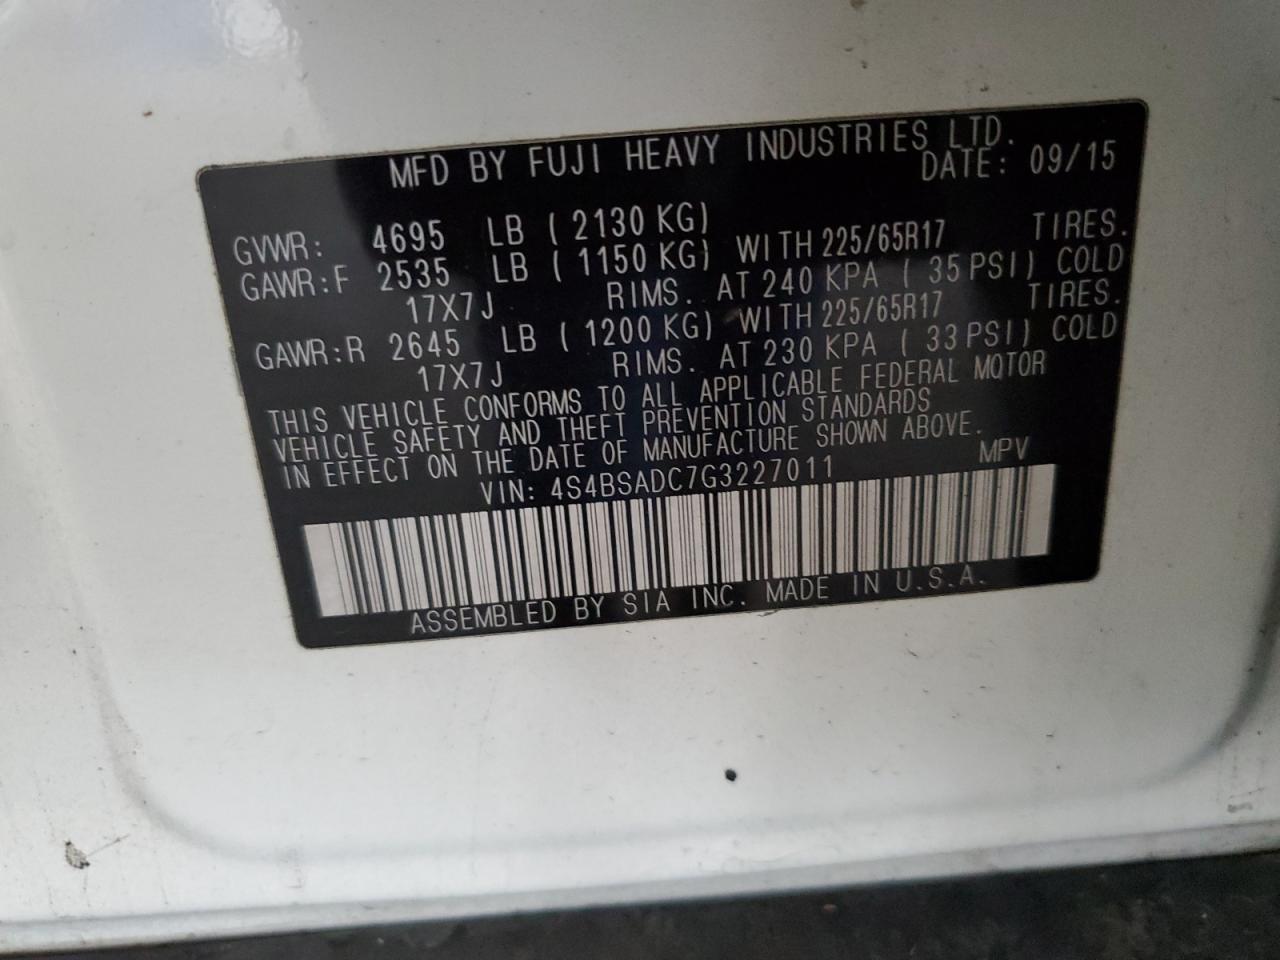 MFD BY FUJI HEAVY INDUSTRIES LTD.
DATE: 09/15
GVWR: 4695 LB ( 2130 KG)
GAWR:F 2535 LB ( 1150 KG) WITH 225/65R17 TIRES.
17X7J RIMS. AT 240 KPA ( 35 PSI) COLD
GAWR:R 2645 LB ( 1200 KG) WITH 225/65R17 TIRES.
17X7J RIMS. AT 230 KPA ( 33 PSI) COLD
THIS VEHICLE CONFORMS TO ALL APPLICABLE FEDERAL MOTOR
VEHICLE SAFETY AND THEFT PREVENTION STANDARDS
IN EFFECT ON THE DATE OF MANUFACTURE SHOWN ABOVE.
VIN: 4S4BSADC7G3227011 MPV
ASSEMBLED BY SIA INC. MADE IN U.S.A.